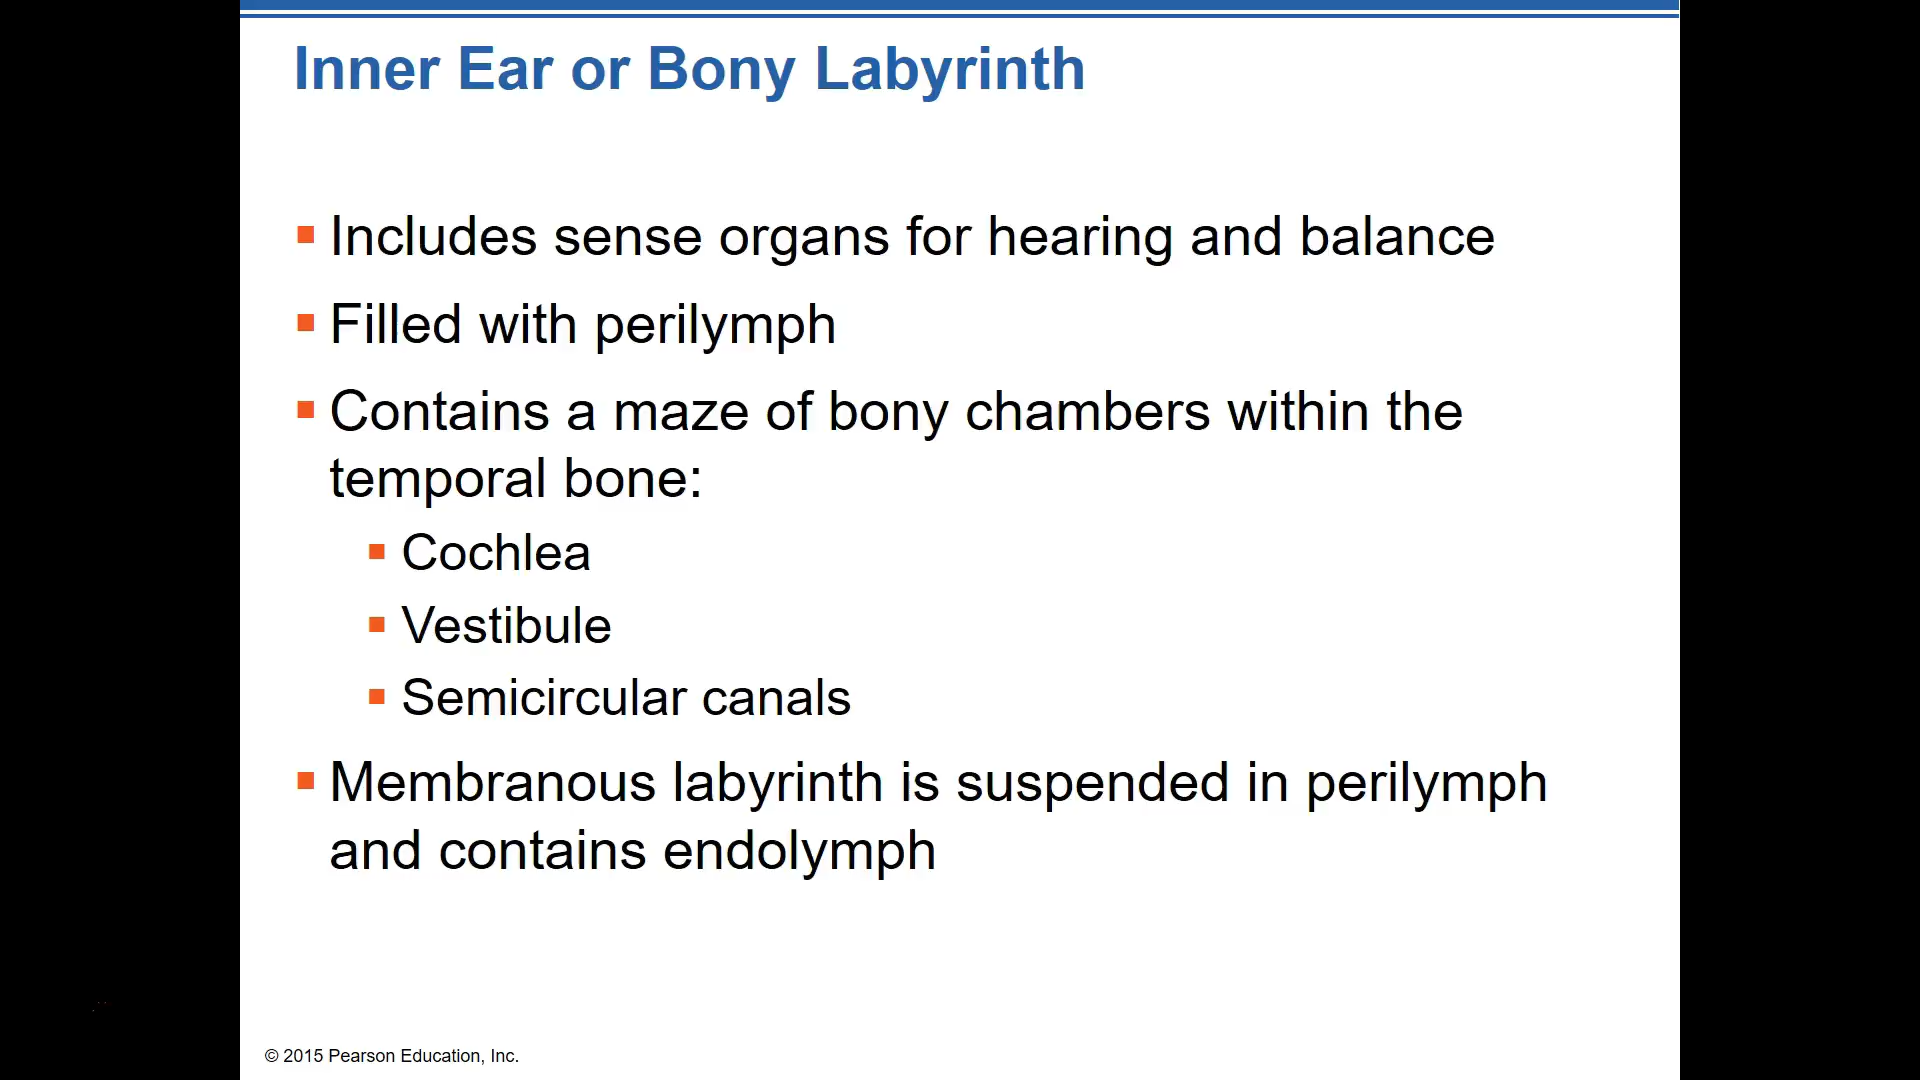 Inner Ear or Bony Labyrinth
Includes sense organs for hearing and balance
Filled with perilymph
Contains a maze of bony chambers within the
temporal bone:
Cochlea
Vestibule
Semicircular canals
Membranous labyrinth is suspended in perilymph
and contains endolymph
© 2015 Pearson Education, Inc.